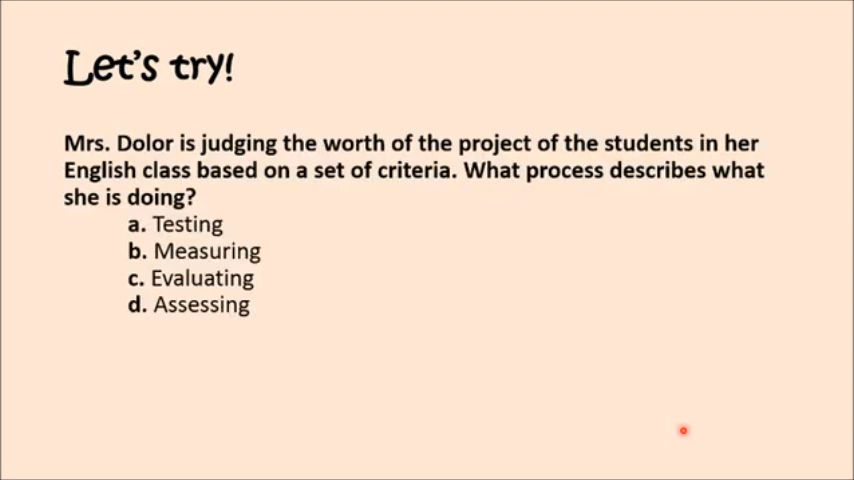 Let's try!
Mrs. Dolor is judging the worth of the project of the students in her
English class based on a set of criteria. What process describes what
she is doing?
a. Testing
b. Measuring
c. Evaluating
d. Assessing